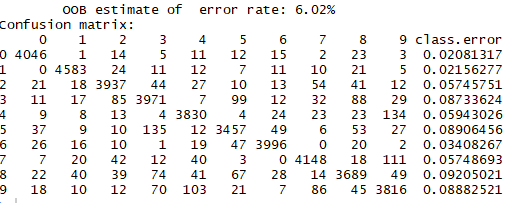 OOB estimate of  error rate: 6.02%
Confusion matrix:
0 1 2 3 4 5 6 7 8 9 class.error
0 4046 1 14 5 11 12 15 2 23 3 0.02081317
1 0 4583 24 11 12 7 11 10 21 5 0.02156277
2 21 18 3937 44 27 10 13 54 41 12 0.05745751
3 11 17 85 3971 7 99 12 32 88 29 0.08733624
4 9 8 13 4 3830 4 24 23 23 134 0.05943026
5 37 9 10 135 12 3457 49 6 53 27 0.08906456
6 26 16 10 1 19 47 3996 0 20 2 0.03408267
7 7 20 42 12 40 3 0 4148 18 111 0.05748693
8 22 40 39 74 41 67 28 14 3689 49 0.09205021
9 18 10 12 70 103 21 7 86 45 3816 0.08882521